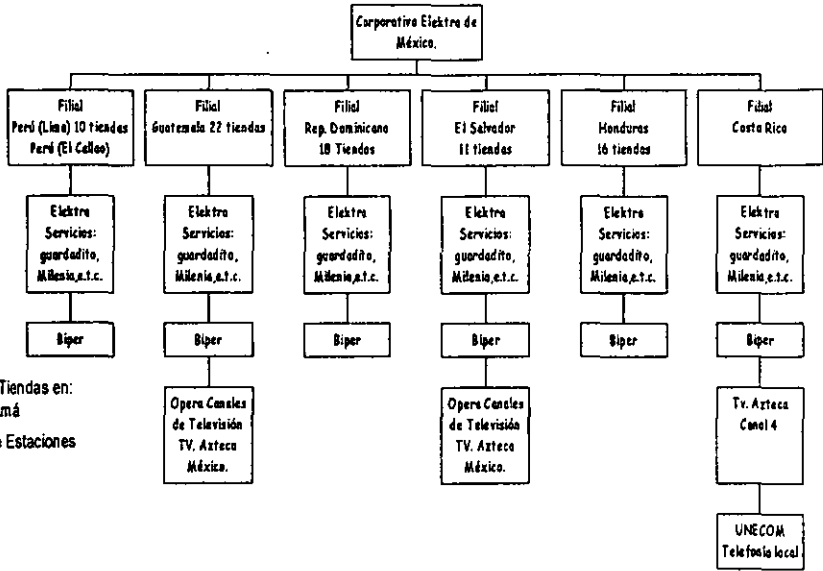 Corporativo Elektra de
México.
Filial
Perú (Lima) 10 tiendas
Perú (El Callao)
Filial
Guatemala 22 tiendas
Filial
Rep. Dominicana
18 Tiendas
Filial
El Salvador
11 tiendas
Filial
Honduras
16 tiendas
Filial
Costa Rica
Elektra
Servicios:
guardadito,
Milenia,e.t.c.
Elektra
Servicios:
guardadito,
Milenia,e.t.c.
Elektra
Servicios:
guardadito,
Milenia,e.t.c.
Elektra
Servicios:
guardadito,
Milenia,e.t.c.
Elektra
Servicios:
guardadito,
Milenia,e.t.c.
Elektra
Servicios:
guardadito,
Milenia,e.t.c.
Biper
Biper
Biper
Biper
Biper
Biper
Tiendas en:
má
Estaciones
Opera Canales
de Televisión
TV. Azteca
México.
Opera Canales
de Televisión
TV. Azteca
México.
Tv. Azteca
Canal 4
UNECOM
Telefonía local